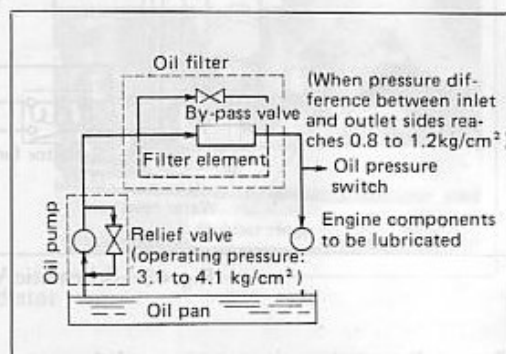 Oil filter
By-pass valve
Filter element
(When pressure dif-
ference between inlet
and outlet sides rea-
ches 0.8 to 1.2kg/cm²)
Oil pressure
switch
Engine components
to be lubricated
Oil pump
Relief valve
(operating pressure:
3.1 to 4.1 kg/cm²)
Oil pan